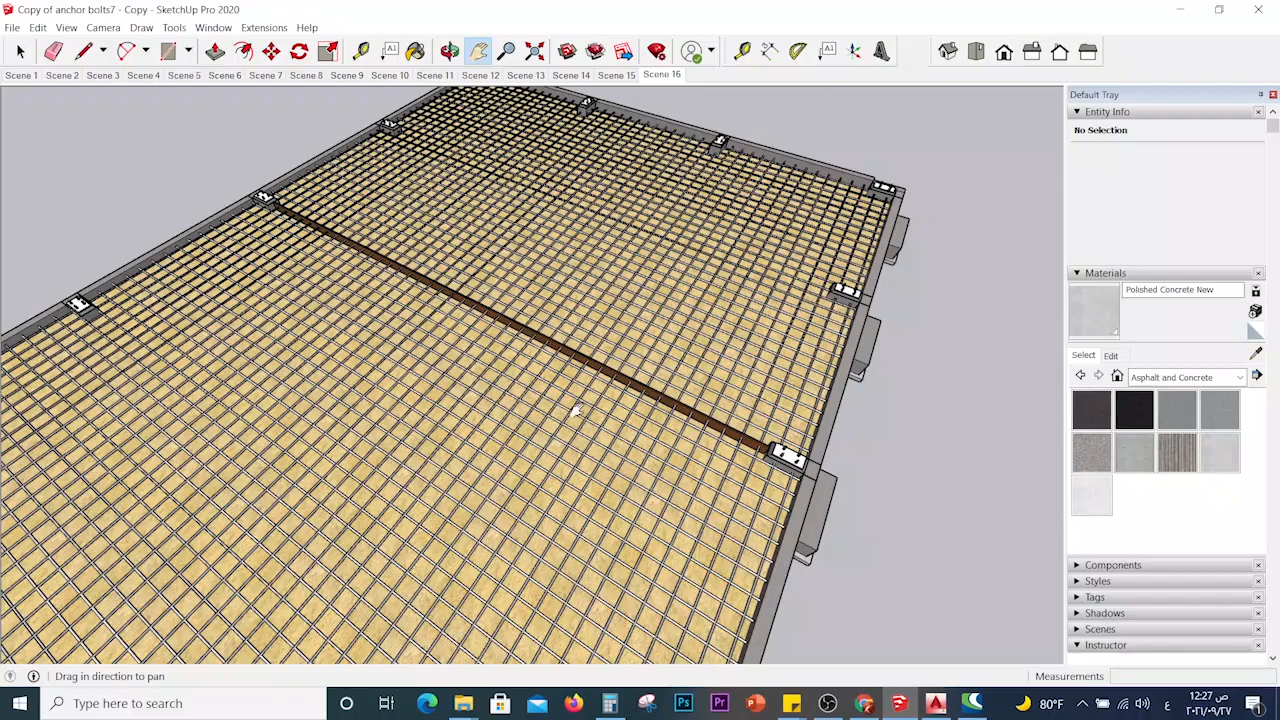 Copy of anchor bolts7 - Copy - SketchUp Pro 2020
File Edit View Camera Draw Tools Window Extensions Help
Scene 1 Scene 2 Scene 3 Scene 4 Scene 5 Scene 6 Scene 7 Scene 8 Scene 9 Scene 10 Scene 11 Scene 12 Scene 13 Scene 14 Scene 15 Scene 16
Default Tray
Entity Info
No Selection
Materials
Polished Concrete New
Select Edit
Asphalt and Concrete
Components
Styles
Tags
Shadows
Scenes
Instructor
Drag in direction to pan
Measurements
Type here to search
80°F
ع
12:27 ص
٢٠٢١/٠٩/٢٧